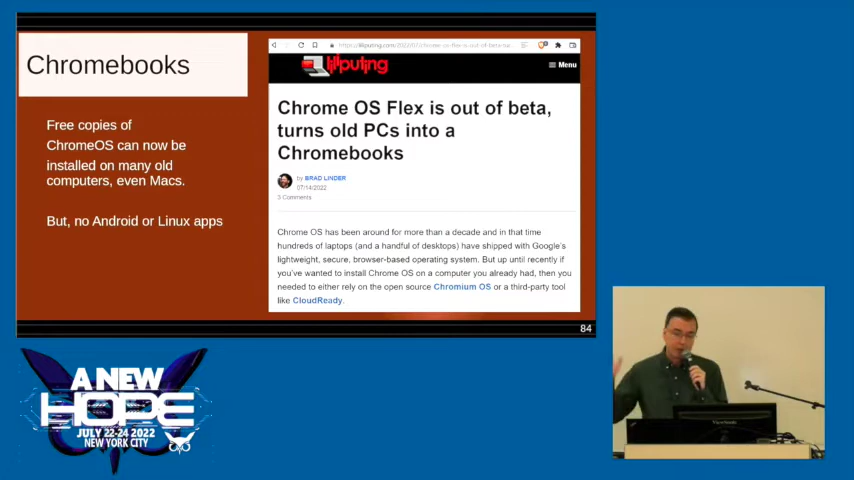 Chromebooks
Free copies of
ChromeOS can now be
installed on many old
computers, even Macs.
But, no Android or Linux apps
liliputing
Menu
Chrome OS Flex is out of beta,
turns old PCs into a
Chromebooks
by BRAD LINDER
07/14/2022
3 Comments
Chrome OS has been around for more than a decade and in that time
hundreds of laptops (and a handful of desktops) have shipped with Google's
lightweight, secure, browser-based operating system. But up until recently if
you've wanted to install Chrome OS on a computer you already had, then you
needed to either rely on the open source Chromium OS or a third-party tool
like CloudReady.
84
A NEW
HOPE
JULY 22-24 2022
NEW YORK CITY
ViewSonic